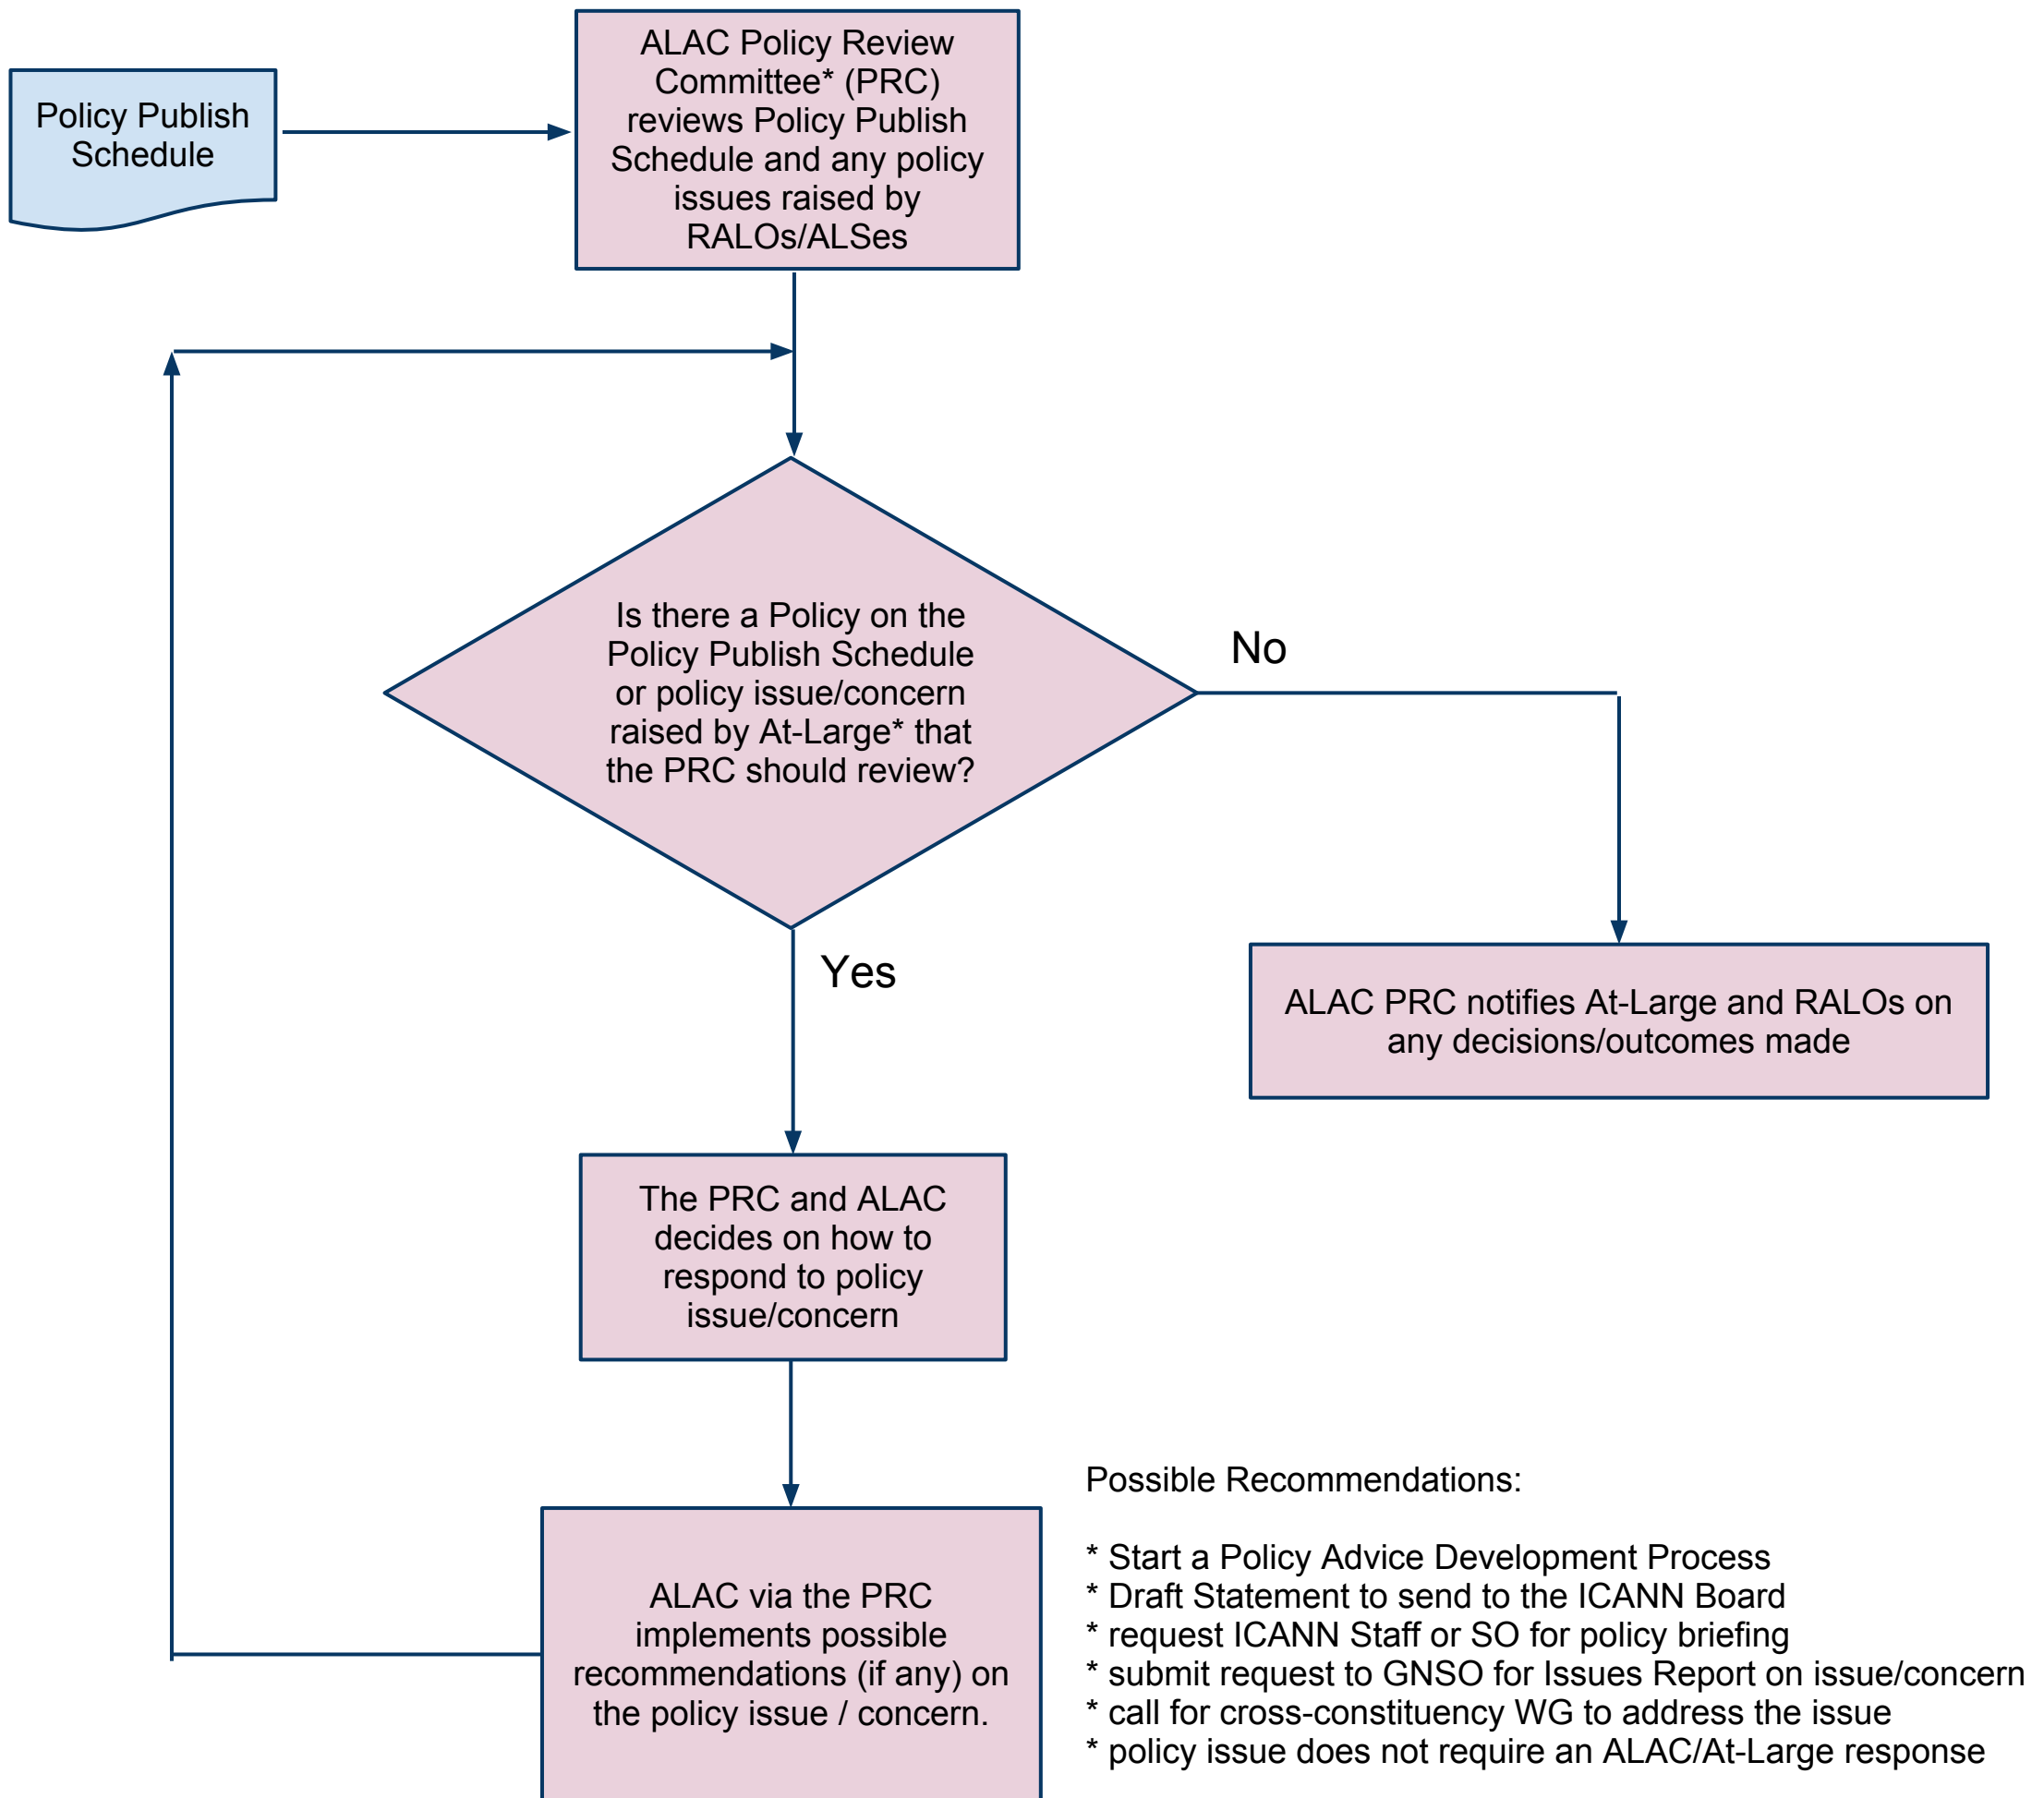 Policy Publish
Schedule
ALAC Policy Review
Committee* (PRC)
reviews Policy Publish
Schedule and any policy
issues raised by
RALOs/ALSes
Is there a Policy on the
Policy Publish Schedule
or policy issue/concern
raised by At-Large* that
the PRC should review?
No
Yes
ALAC PRC notifies At-Large and RALOs on
any decisions/outcomes made
The PRC and ALAC
decides on how to
respond to policy
issue/concern
ALAC via the PRC
implements possible
recommendations (if any) on
the policy issue / concern.
Possible Recommendations:
* Start a Policy Advice Development Process
* Draft Statement to send to the ICANN Board
* request ICANN Staff or SO for policy briefing
* submit request to GNSO for Issues Report on issue/concern
* call for cross-constituency WG to address the issue
* policy issue does not require an ALAC/At-Large response